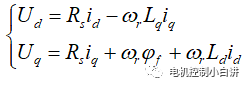 U_d = R_s i_d − ω_r L_q i_q
U_q = R_s i_q + ω_r φ_f + ω_r L_d i_d
电机控制小白讲